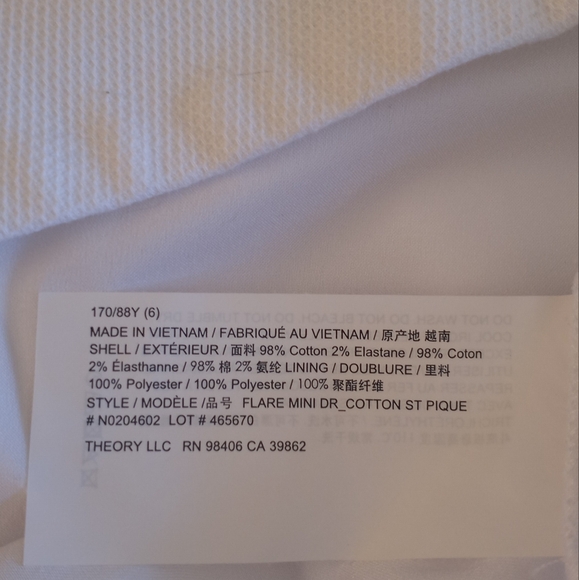 170/88Y (6)
MADE IN VIETNAM / FABRIQUÉ AU VIETNAM / 原产地 越南
SHELL / EXTÉRIEUR / 面料 98% Cotton 2% Elastane / 98% Coton
2% Élasthanne / 98% 棉 2% 氨纶 LINING / DOUBLURE / 里料
100% Polyester / 100% Polyester / 100% 聚酯纤维
STYLE / MODÈLE /品号 FLARE MINI DR_COTTON ST PIQUE
# N0204602 LOT # 465670
THEORY LLC RN 98406 CA 39862